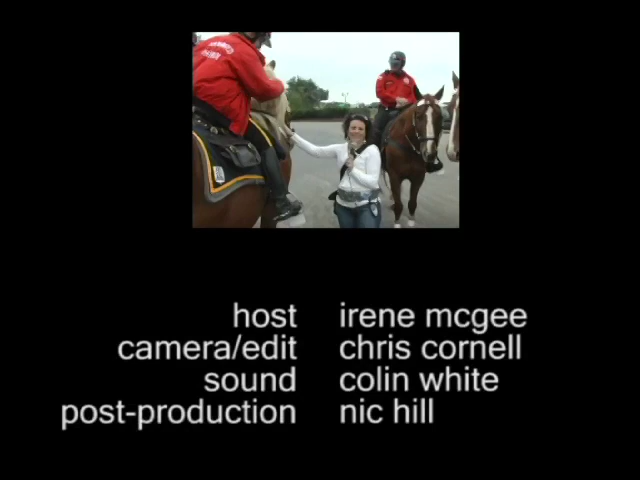 host irene mcgee
camera/edit chris cornell
sound colin white
post-production nic hill